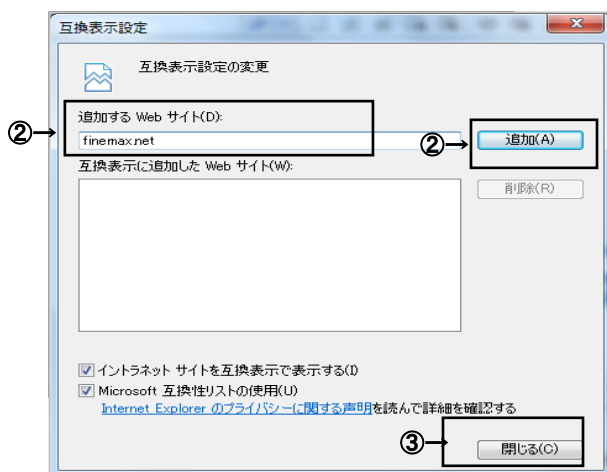 互換表示設定
互換表示設定の変更
追加する Web サイト(D):
②→
finemax.net
②→
追加(A)
互換表示に追加した Web サイト(W):
削除(R)
イントラネット サイトを互換表示で表示する(I)
Microsoft 互換性リストの使用(U)
Internet Explorer のプライバシーに関する声明を読んで詳細を確認する
③→
閉じる(C)